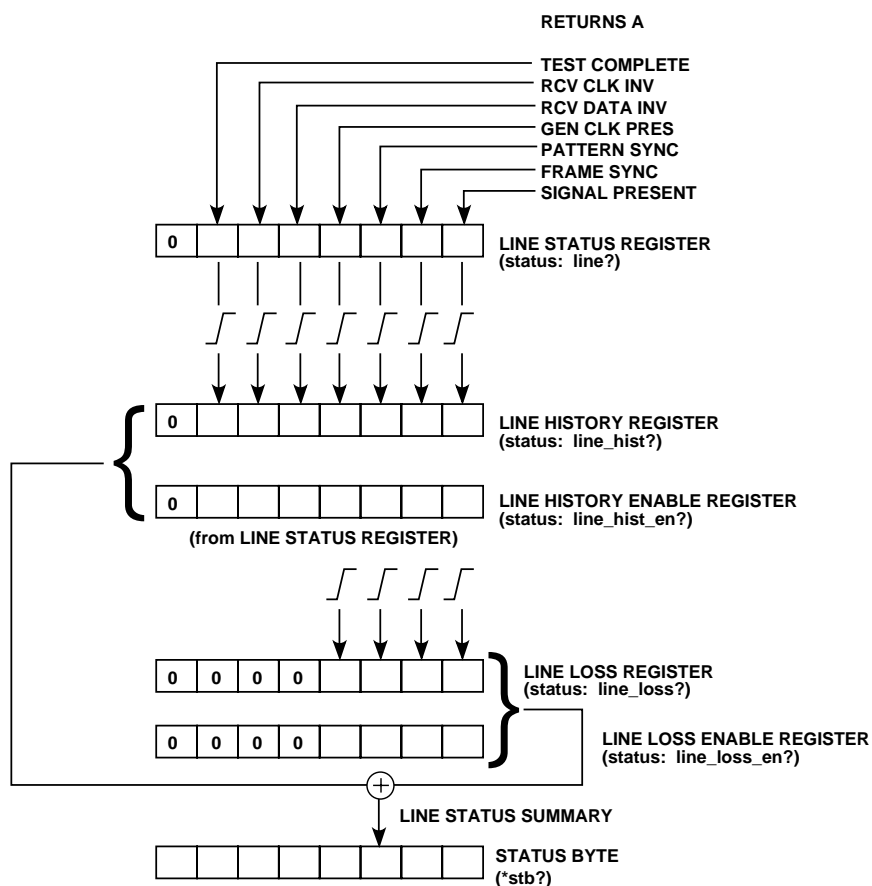 RETURNS A
TEST COMPLETE
RCV CLK INV
RCV DATA INV
GEN CLK PRES
PATTERN SYNC
FRAME SYNC
SIGNAL PRESENT
0
LINE STATUS REGISTER
(status: line?)
0
LINE HISTORY REGISTER
(status: line_hist?)
0
LINE HISTORY ENABLE REGISTER
(status: line_hist_en?)
(from LINE STATUS REGISTER)
0 0 0 0
LINE LOSS REGISTER
(status: line_loss?)
0 0 0 0
LINE LOSS ENABLE REGISTER
(status: line_loss_en?)
+
LINE STATUS SUMMARY
STATUS BYTE
(*stb?)